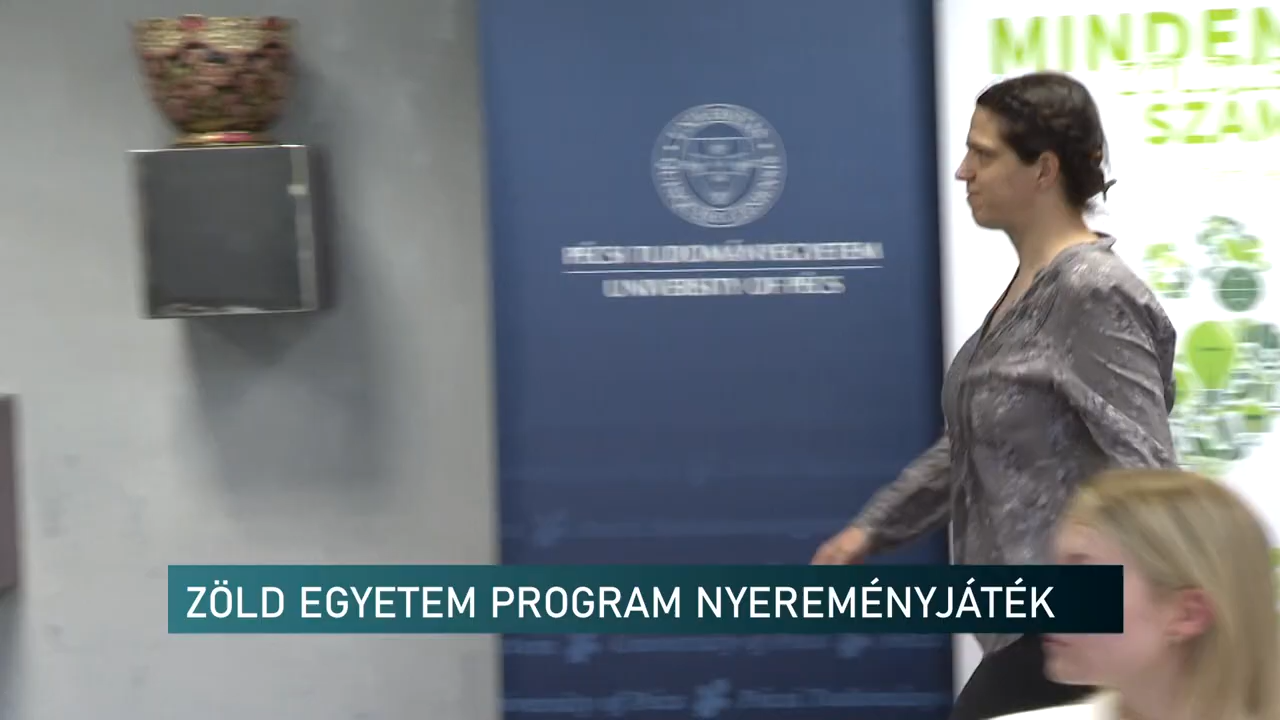 MINDEN
SZÁM
PÉCSI TUDOMÁNYEGYETEM
UNIVERSITY OF PÉCS
ZÖLD EGYETEM PROGRAM NYEREMÉNYJÁTÉK